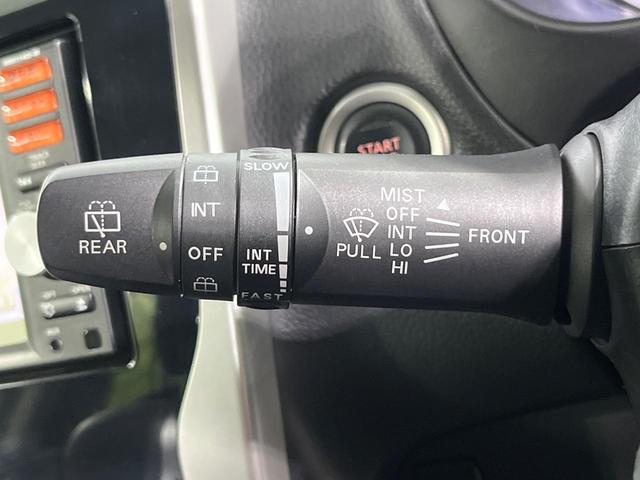 START
REAR
INT
OFF
SLOW
INT
TIME
FAST
PULL
MIST
OFF
INT
LO
HI
FRONT